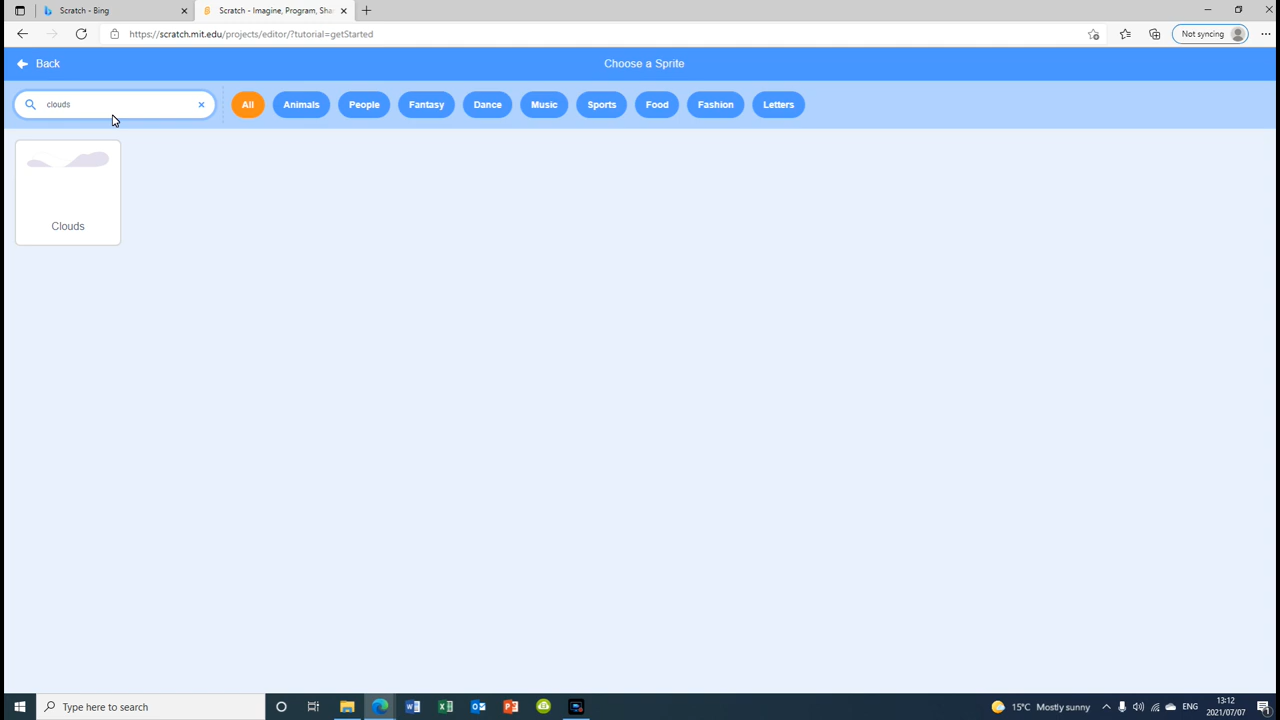 Scratch - Bing
Scratch - Imagine, Program, Sha
https://scratch.mit.edu/projects/editor/?tutorial=getStarted
Not syncing
Back
Choose a Sprite
clouds
All
Animals
People
Fantasy
Dance
Music
Sports
Food
Fashion
Letters
Clouds
Type here to search
15°C Mostly sunny
ENG
13:12
2021/07/07